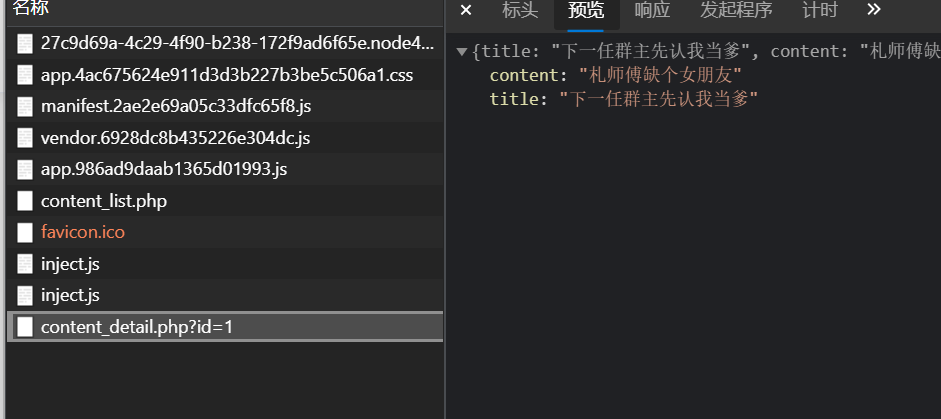 名称
27c9d69a-4c29-4f90-b238-172f9ad6f65e.node4...
app.4ac675624e911d3d3b227b3be5c506a1.css
manifest.2ae2e69a05c33dfc65f8.js
vendor.6928dc8b435226e304dc.js
app.986ad9daab1365d01993.js
content_list.php
favicon.ico
inject.js
inject.js
content_detail.php?id=1
× 标头 预览 响应 发起程序 计时 »
▼{title: "下一任群主先认我当爹", content: "札师傅缺
content: "札师傅缺个女朋友"
title: "下一任群主先认我当爹"